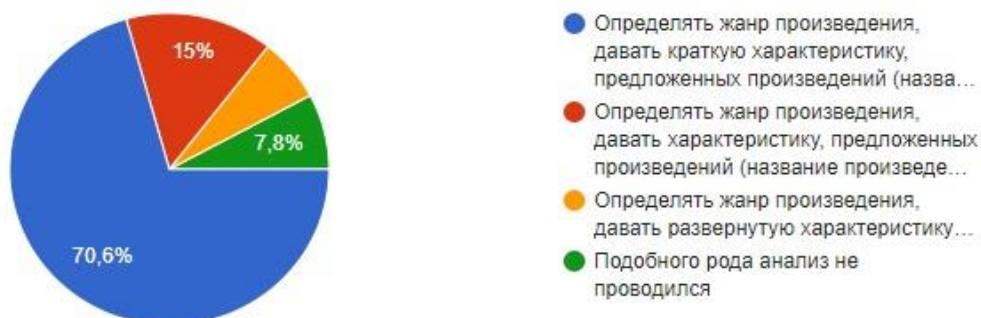 15%
7,8%
70,6%
Определять жанр произведения,
давать краткую характеристику,
предложенных произведений (назва...
Определять жанр произведения,
давать характеристику, предложенных
произведений (название произведе...
Определять жанр произведения,
давать развернутую характеристику...
Подобного рода анализ не
проводился